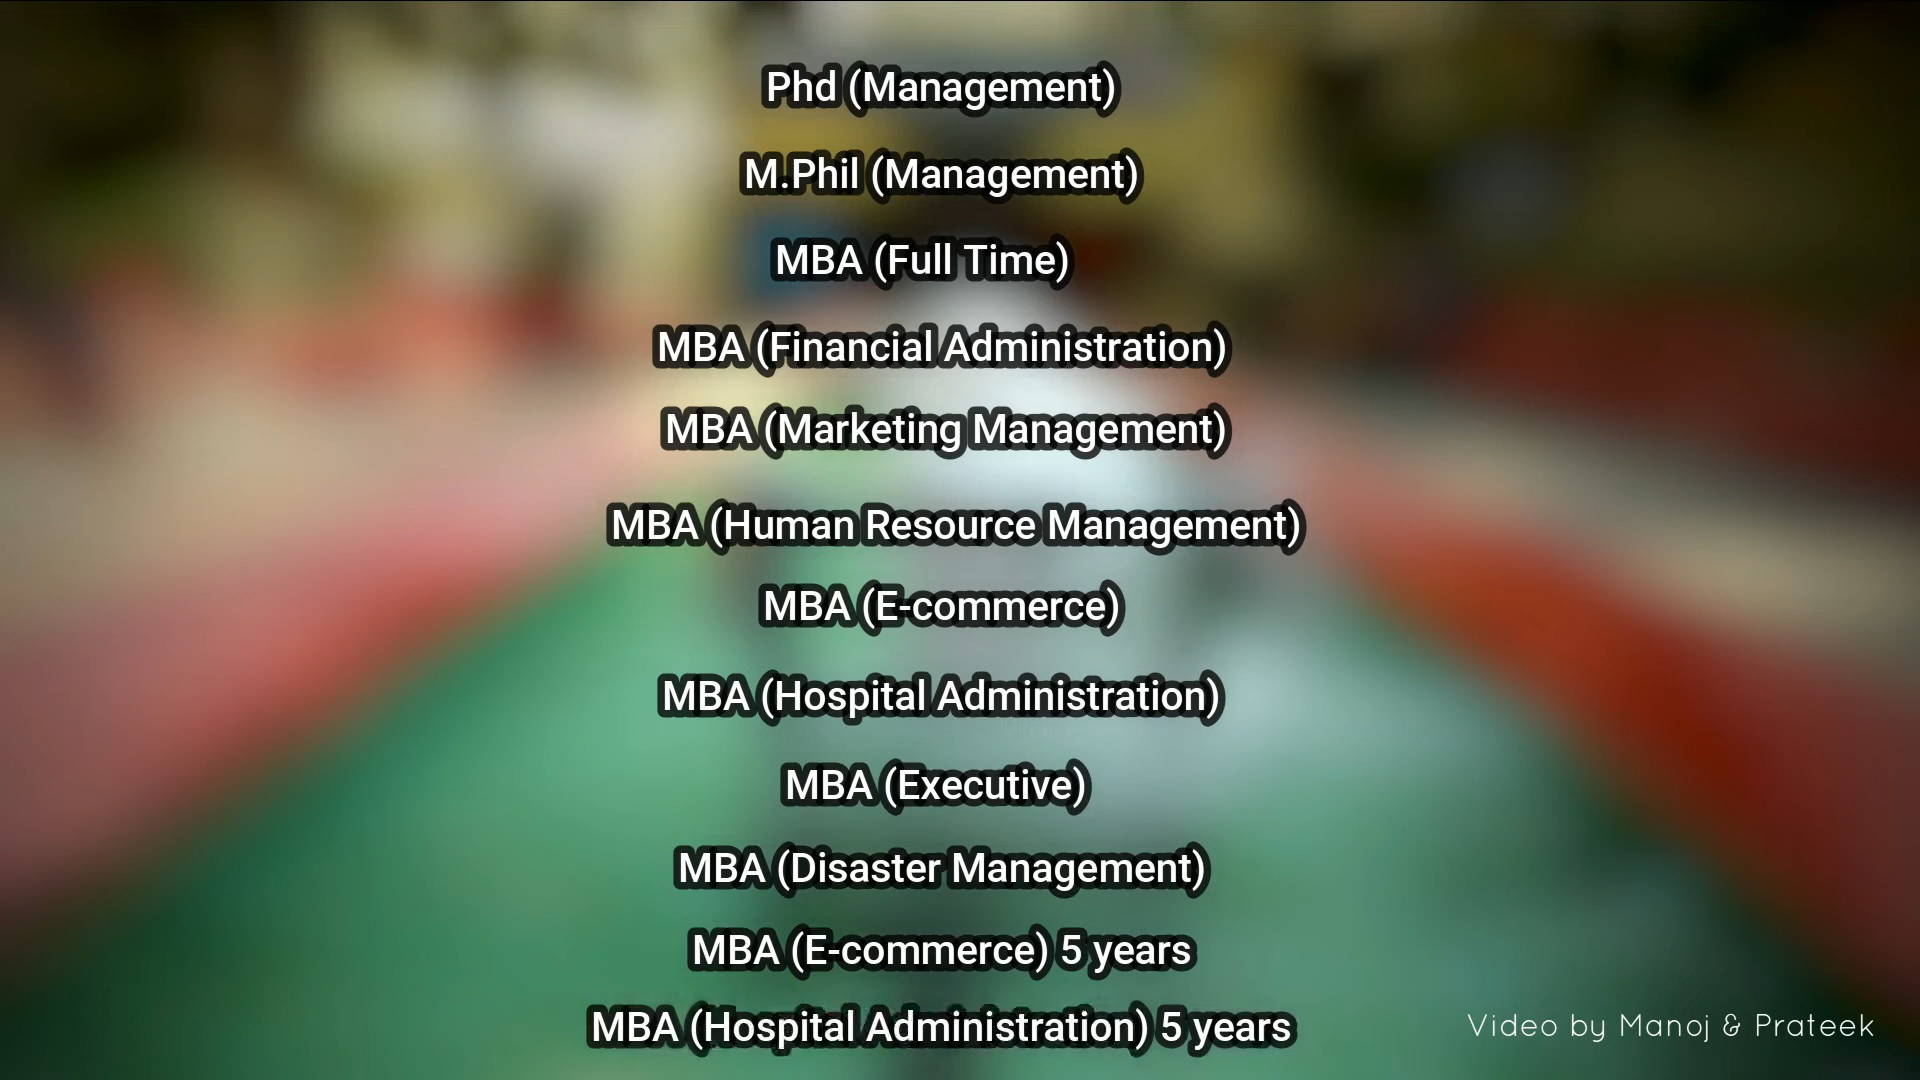 Phd (Management)
M.Phil (Management)
MBA (Full Time)
MBA (Financial Administration)
MBA (Marketing Management)
MBA (Human Resource Management)
MBA (E-commerce)
MBA (Hospital Administration)
MBA (Executive)
MBA (Disaster Management)
MBA (E-commerce) 5 years
MBA (Hospital Administration) 5 years
Video by Manoj & Prateek